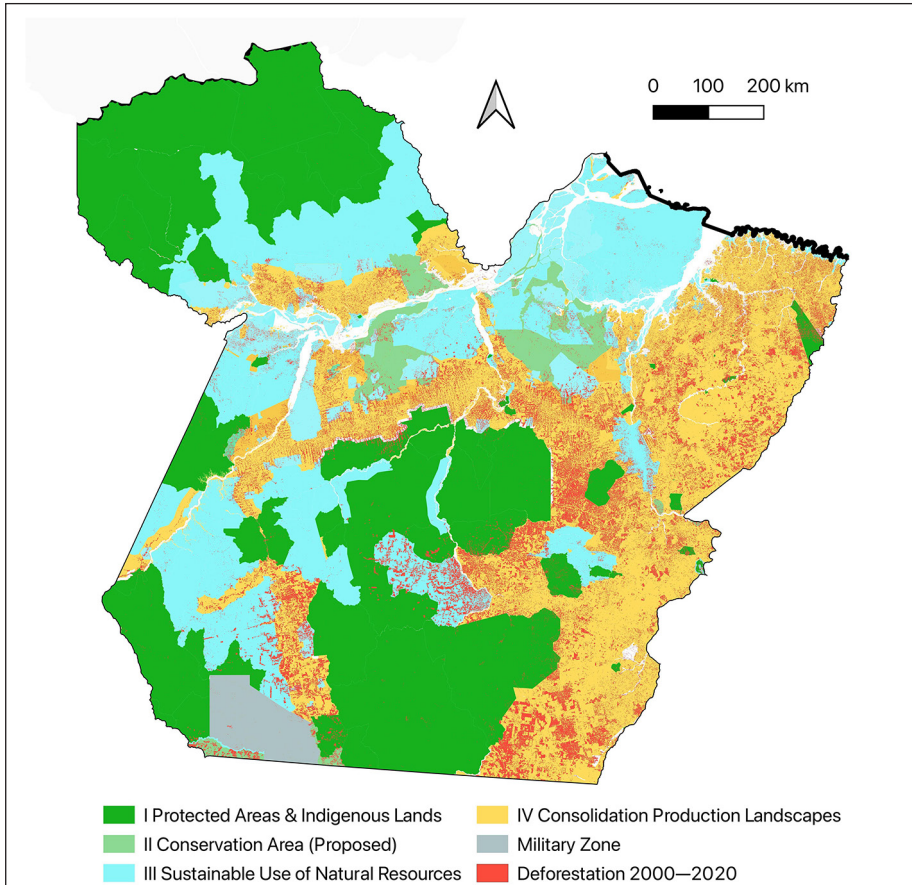 0 100 200 km
I Protected Areas & Indigenous Lands
II Conservation Area (Proposed)
III Sustainable Use of Natural Resources
IV Consolidation Production Landscapes
Military Zone
Deforestation 2000—2020